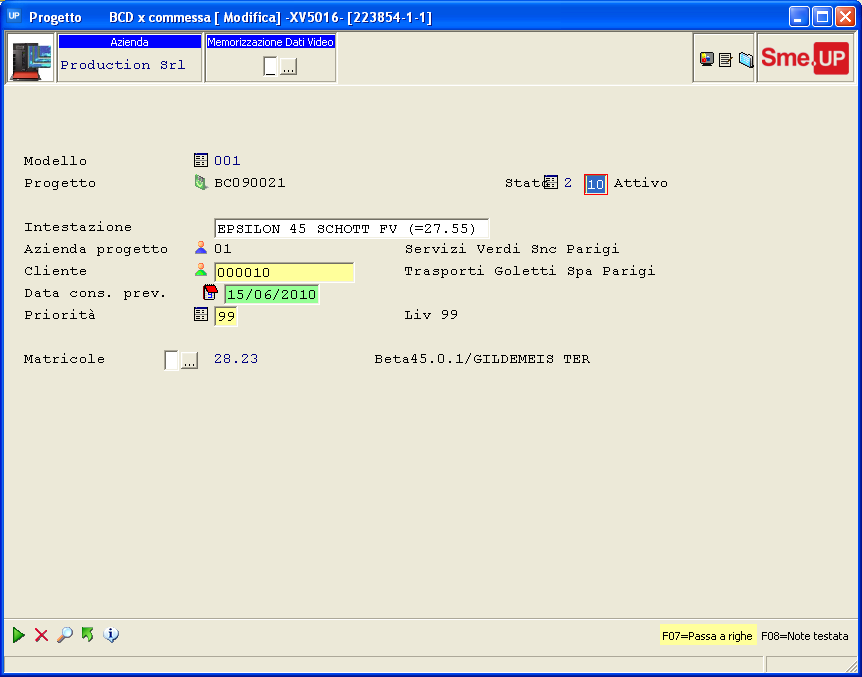 UP Progetto BCD x commessa [ Modifica] -XV5016- [223854-1-1]
Azienda
Memorizzazione Dati Video
Production Srl
...
Sme.UP
Modello 001
Progetto BC090021 Stato 2 10 Attivo
Intestazione EPSILON 45 SCHOTT FV (=27.55)
Azienda progetto 01 Servizi Verdi Snc Parigi
Cliente 000010 Trasporti Goletti Spa Parigi
Data cons. prev. 15/06/2010
Priorità 99 Liv 99
Matricole ... 28.23 Beta45.0.1/GILDEMEIS TER
F07=Passa a righe F08=Note testata